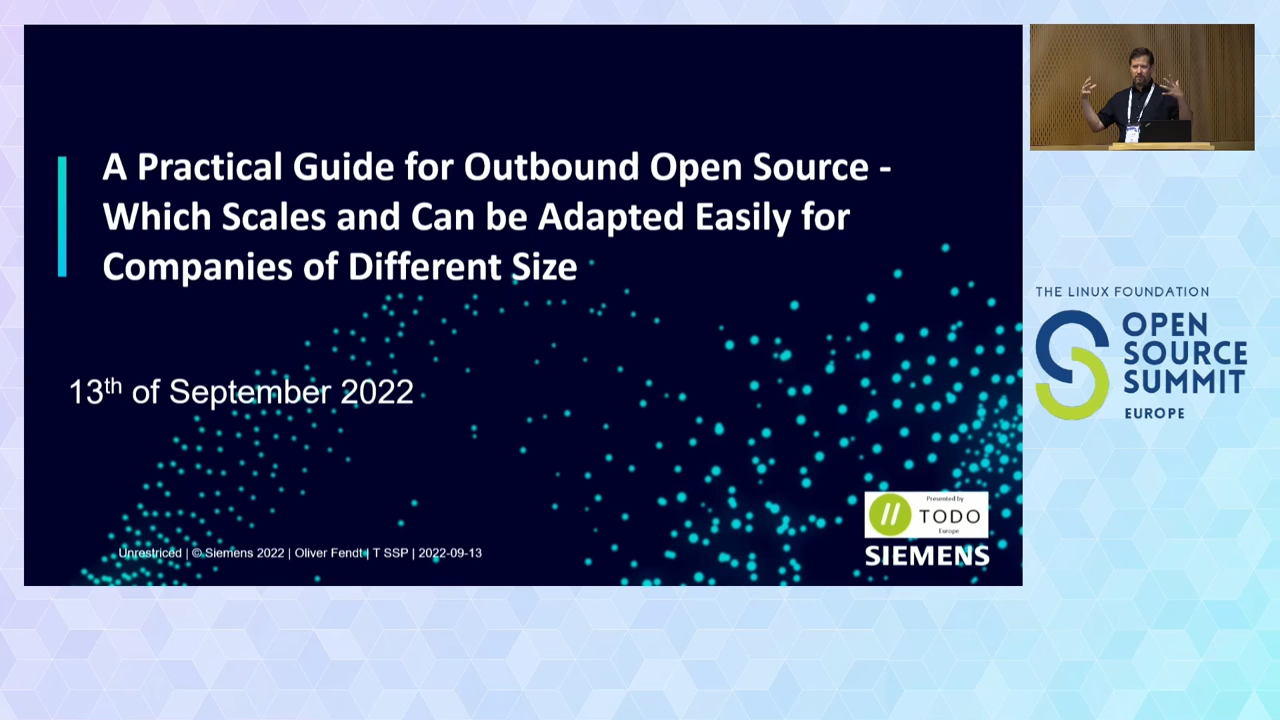 A Practical Guide for Outbound Open Source -
Which Scales and Can be Adapted Easily for
Companies of Different Size
13th of September 2022
Unrestriced | © Siemens 2022 | Oliver Fendt | T SSP | 2022-09-13
Presented by
TODO
Europe
SIEMENS
THE LINUX FOUNDATION
OPEN
SOURCE
SUMMIT
EUROPE